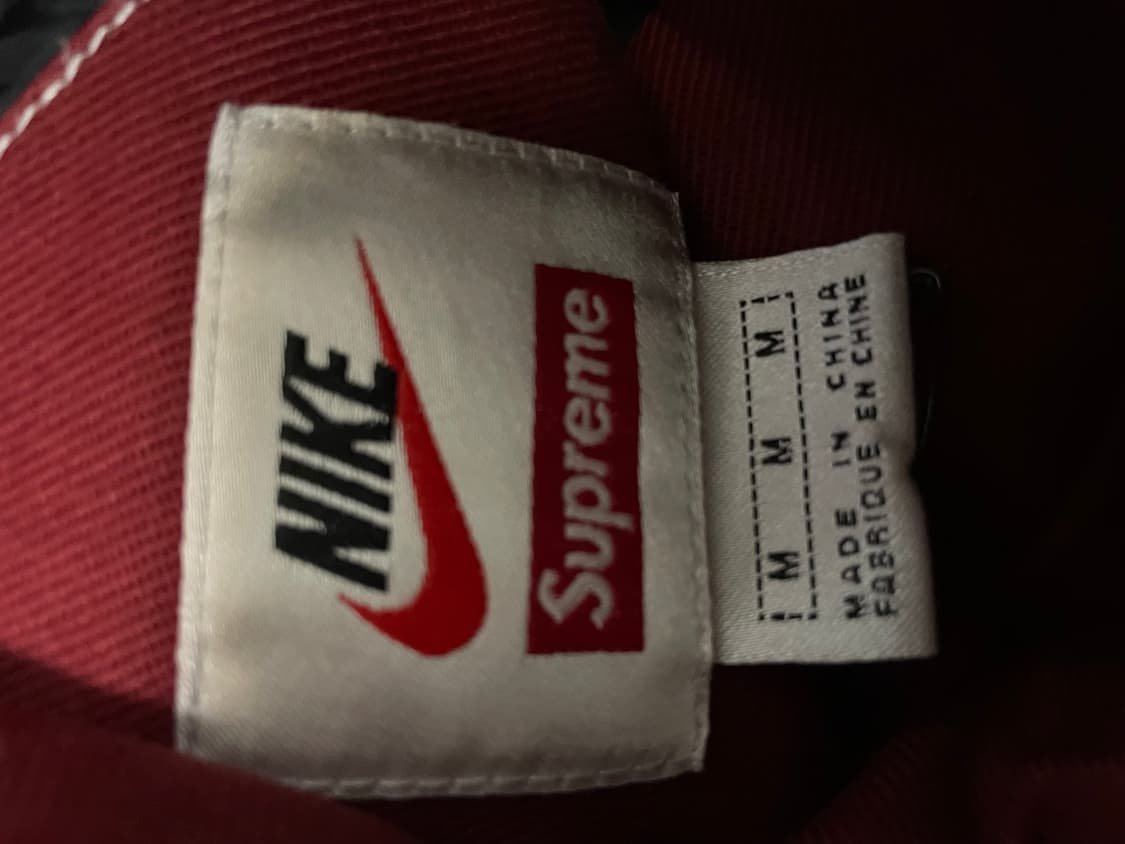 NIKE
Supreme
M M M
MADE IN CHINA
FABRIQUE EN CHINE